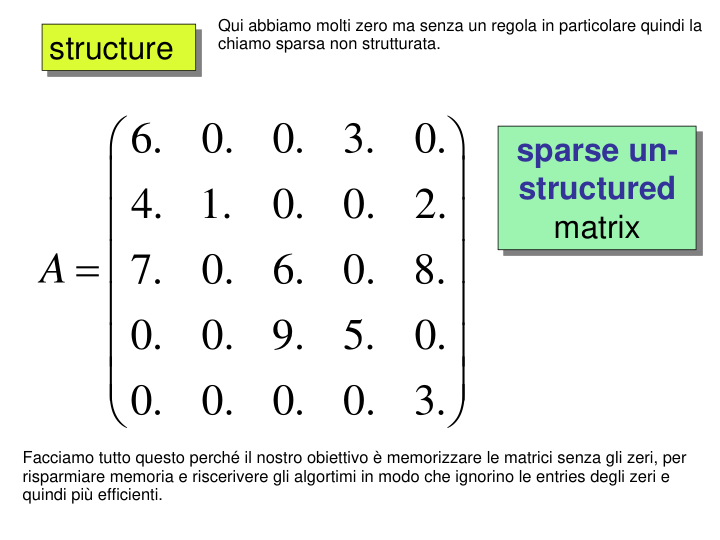 structure
Qui abbiamo molti zero ma senza un regola in particolare quindi la
chiamo sparsa non strutturata.
sparse un-
structured
matrix
A =
6. 0. 0. 3. 0.
4. 1. 0. 0. 2.
7. 0. 6. 0. 8.
0. 0. 9. 5. 0.
0. 0. 0. 0. 3.
Facciamo tutto questo perché il nostro obiettivo è memorizzare le matrici senza gli zeri, per
risparmiare memoria e riscerivere gli algortimi in modo che ignorino le entries degli zeri e
quindi più efficienti.